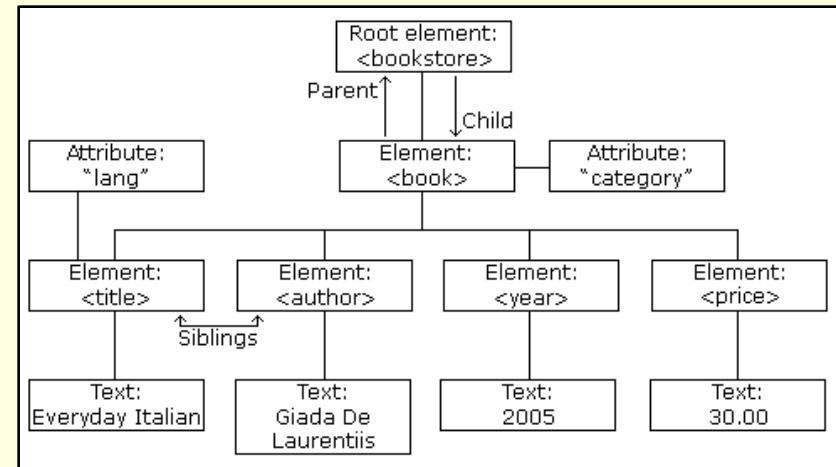 Root element:
<bookstore>
Parent
Child
Attribute:
"lang"
Element:
<book>
Attribute:
"category"
Element:
<title>
Element:
<author>
Element:
<year>
Element:
<price>
Siblings
Text:
Everyday Italian
Text:
Giada De
Laurentiis
Text:
2005
Text:
30.00